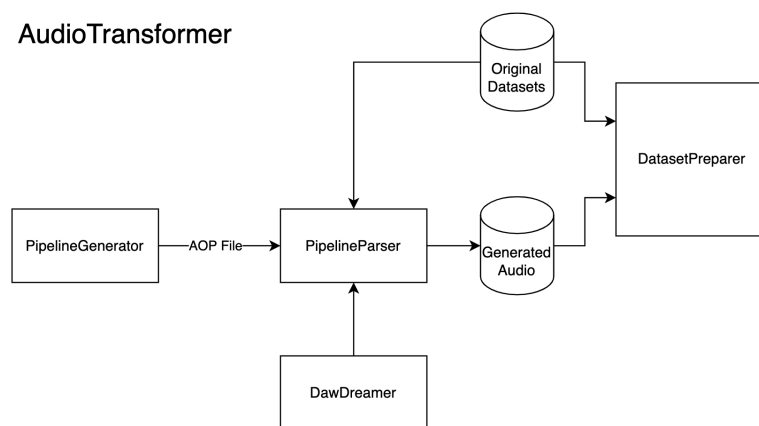 AudioTransformer
Original
Datasets
DatasetPreparer
PipelineGenerator
AOP File
PipelineParser
Generated
Audio
DawDreamer